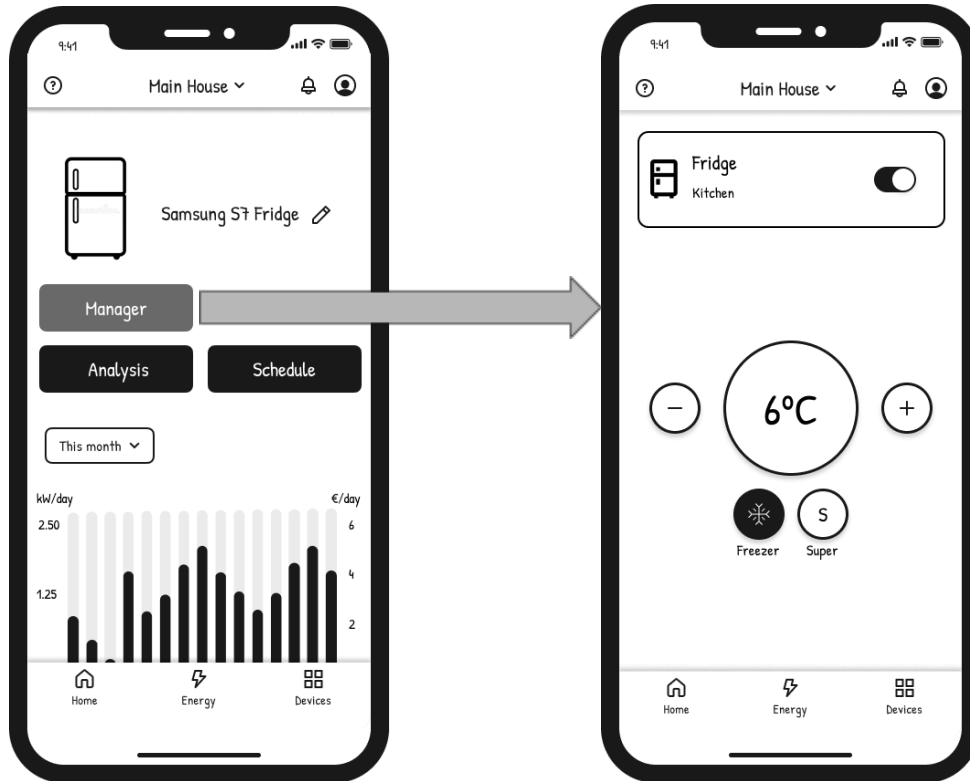 9:41
Main House
Samsung S7 Fridge
Manager
Analysis
Schedule
This month
kW/day
€/day
2.50
6
4
1.25
2
Home
Energy
Devices
9:41
Main House
Fridge
Kitchen
6ºC
S
Freezer
Super
Home
Energy
Devices